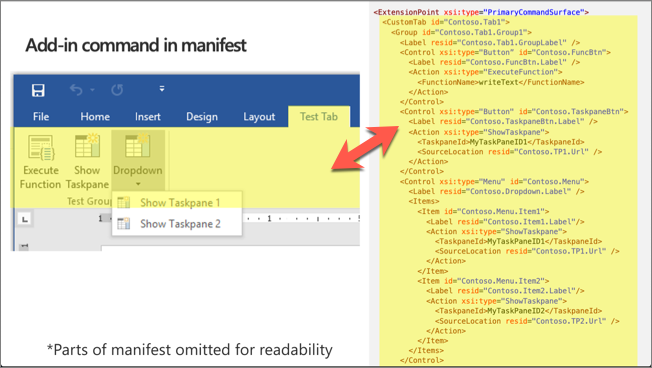 Add-in command in manifest
File Home Insert Design Layout Test Tab
Execute Function
Show Taskpane
Dropdown
Test Group
Show Taskpane 1
Show Taskpane 2
*Parts of manifest omitted for readability
<ExtensionPoint xsi:type="PrimaryCommandSurface">
<CustomTab id="Contoso.Tab1">
<Group id="Contoso.Tab1.Group1">
<Label resid="Contoso.Tab1.GroupLabel" />
<Control xsi:type="Button" id="Contoso.FuncBtn">
<Label resid="Contoso.FuncBtn.Label" />
<Action xsi:type="ExecuteFunction">
<FunctionName>writeText</FunctionName>
</Action>
</Control>
<Control xsi:type="Button" id="Contoso.TaskpaneBtn">
<Label resid="Contoso.TaskpaneBtn.Label" />
<Action xsi:type="ShowTaskpane">
<TaskpaneId>MyTaskPaneID1</TaskpaneId>
<SourceLocation resid="Contoso.TP1.Url" />
</Action>
</Control>
<Control xsi:type="Menu" id="Contoso.Menu">
<Label resid="Contoso.Dropdown.Label" />
<Items>
<Item id="Contoso.Menu.Item1">
<Label resid="Contoso.Item1.Label"/>
<Action xsi:type="ShowTaskpane">
<TaskpaneId>MyTaskPaneID1</TaskpaneId>
<SourceLocation resid="Contoso.TP1.Url" />
</Action>
</Item>
<Item id="Contoso.Menu.Item2">
<Label resid="Contoso.Item2.Label"/>
<Action xsi:type="ShowTaskpane">
<TaskpaneId>MyTaskPaneID2</TaskpaneId>
<SourceLocation resid="Contoso.TP2.Url" />
</Action>
</Item>
</Items>
</Control>